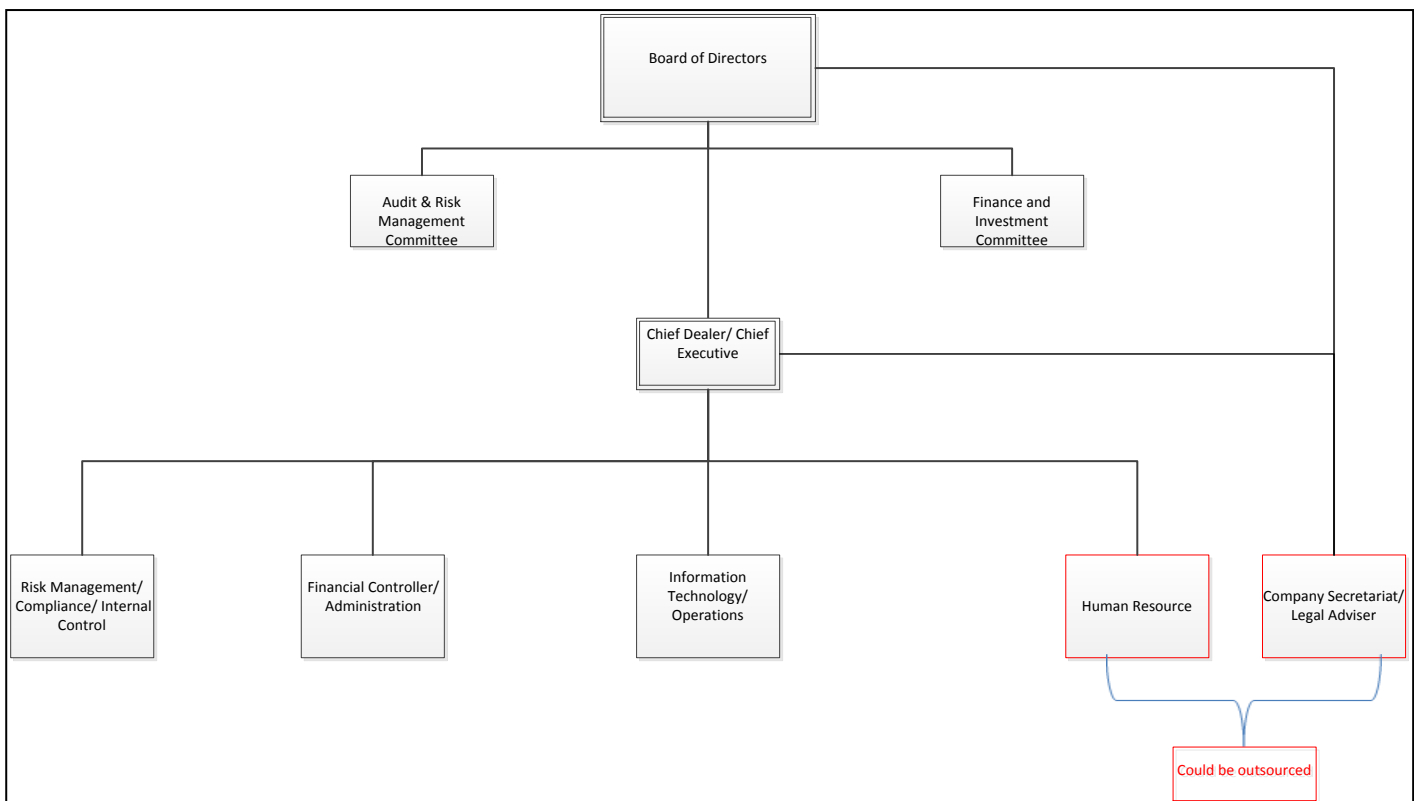 Board of Directors
Audit & Risk
Management
Committee
Finance and
Investment
Committee
Chief Dealer/ Chief
Executive
Risk Management/
Compliance/ Internal
Control
Financial Controller/
Administration
Information
Technology/
Operations
Human Resource
Company Secretariat/
Legal Adviser
Could be outsourced